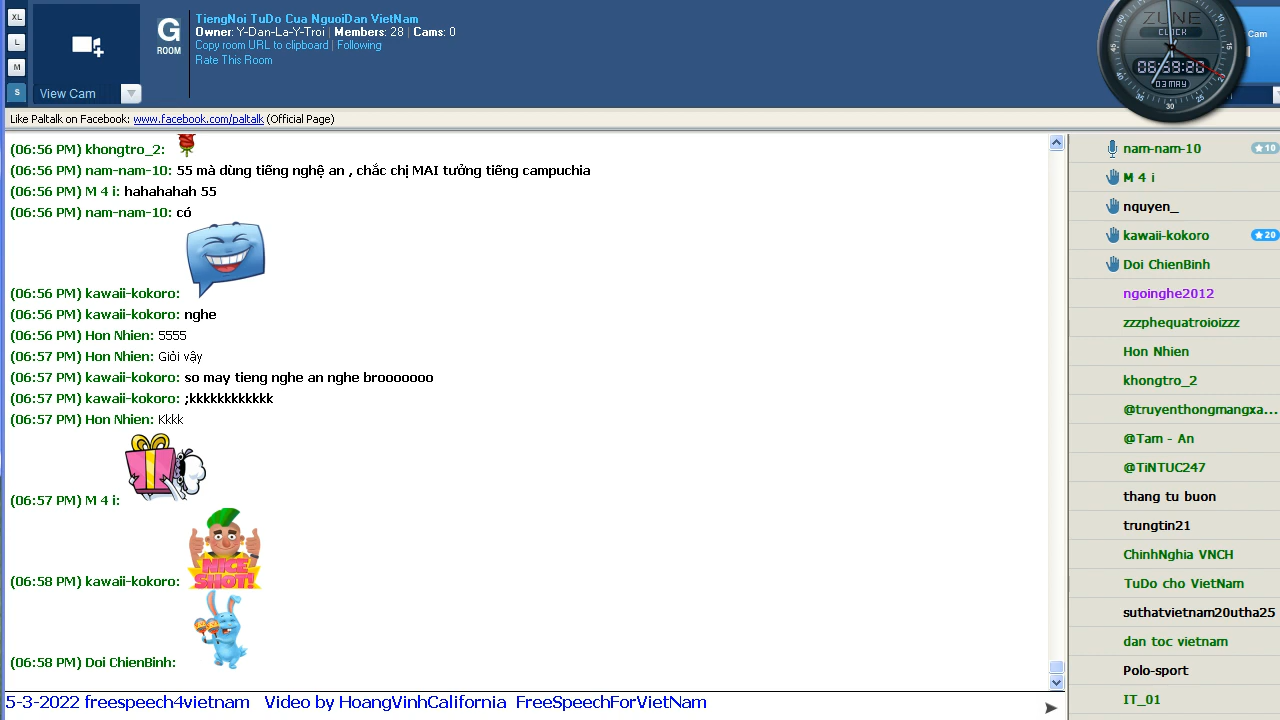 XL
L
M
S
View Cam
G
ROOM
TiengNoi TuDo Cua NguoiDan VietNam
Owner: Y-Dan-La-Y-Troi | Members: 28 | Cams: 0
Copy room URL to clipboard | Following
Rate This Room
ZUNE
CLOCK
06:59:20
03 MAY
Cam
Like Paltalk on Facebook: www.facebook.com/paltalk (Official Page)
(06:56 PM) khongtro_2:
(06:56 PM) nam-nam-10: 55 mà dùng tiếng nghệ an , chắc chị MAI tưởng tiếng campuchia
(06:56 PM) M 4 i: hahahahah 55
(06:56 PM) nam-nam-10: có
(06:56 PM) kawaii-kokoro:
(06:56 PM) kawaii-kokoro: nghe
(06:56 PM) Hon Nhien: 5555
(06:57 PM) Hon Nhien: Giỏi vậy
(06:57 PM) kawaii-kokoro: so may tieng nghe an nghe brooooooo
(06:57 PM) kawaii-kokoro: ;kkkkkkkkkkkk
(06:57 PM) Hon Nhien: Kkkk
(06:57 PM) M 4 i:
NICE
SHOT!
(06:58 PM) kawaii-kokoro:
(06:58 PM) Doi ChienBinh:
5-3-2022 freespeech4vietnam Video by HoangVinhCalifornia FreeSpeechForVietNam
nam-nam-10 10
M 4 i
nquyen_
kawaii-kokoro 20
Doi ChienBinh
ngoinghe2012
zzzphequatroioizzz
Hon Nhien
khongtro_2
@truyenthongmangxa...
@Tam - An
@TiNTUC247
thang tu buon
trungtin21
ChinhNghia VNCH
TuDo cho VietNam
suthatvietnam20utha25
dan toc vietnam
Polo-sport
IT_01